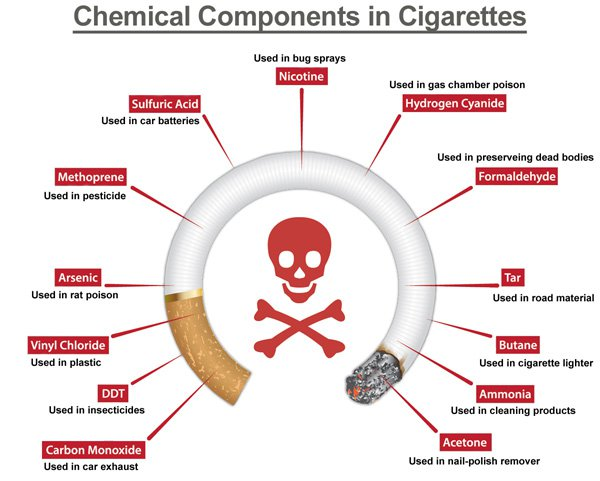 Chemical Components in Cigarettes
Used in bug sprays
Nicotine
Used in gas chamber poison
Hydrogen Cyanide
Sulfuric Acid
Used in car batteries
Used in preserveing dead bodies
Formaldehyde
Methoprene
Used in pesticide
Arsenic
Used in rat poison
Tar
Used in road material
Vinyl Chloride
Used in plastic
Butane
Used in cigarette lighter
DDT
Used in insecticides
Ammonia
Used in cleaning products
Carbon Monoxide
Used in car exhaust
Acetone
Used in nail-polish remover